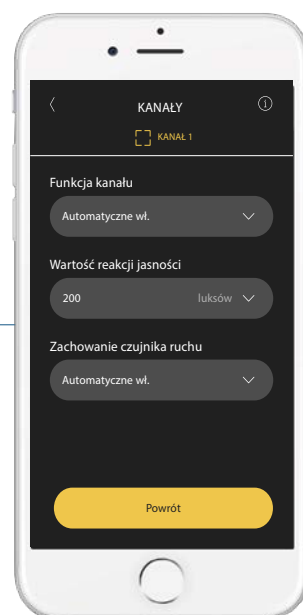 KANAŁY
KANAŁ 1
Funkcja kanału
Automatyczne wł.
Wartość reakcji jasności
200 luksów
Zachowanie czujnika ruchu
Automatyczne wł.
Powrót